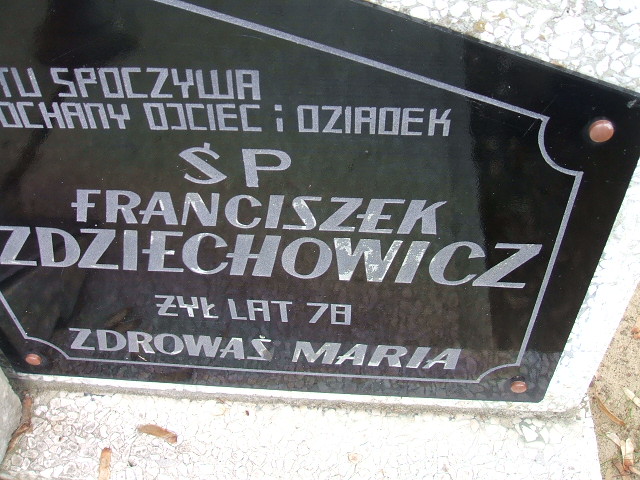 TU SPOCZYWA
OCHANY OJCIEC i DZIADEK
ŚP
FRANCISZEK
ZDZIECHOWICZ
ŻYŁ LAT 78
ZDROWAŚ MARIA